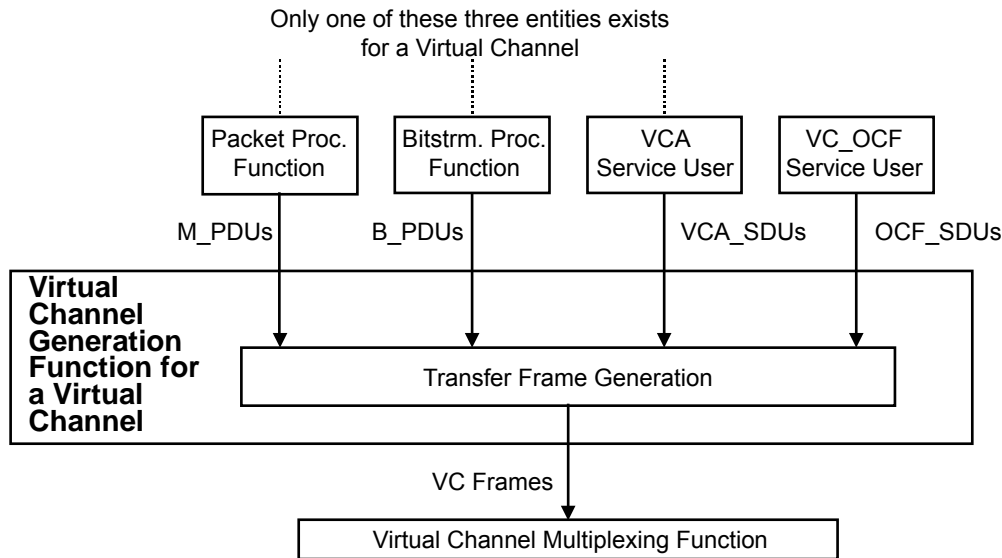 Only one of these three entities exists
for a Virtual Channel
Packet Proc.
Function
Bitstrm. Proc.
Function
VCA
Service User
VC_OCF
Service User
M_PDUs
B_PDUs
VCA_SDUs
OCF_SDUs
Virtual
Channel
Generation
Function for
a Virtual
Channel
Transfer Frame Generation
VC Frames
Virtual Channel Multiplexing Function